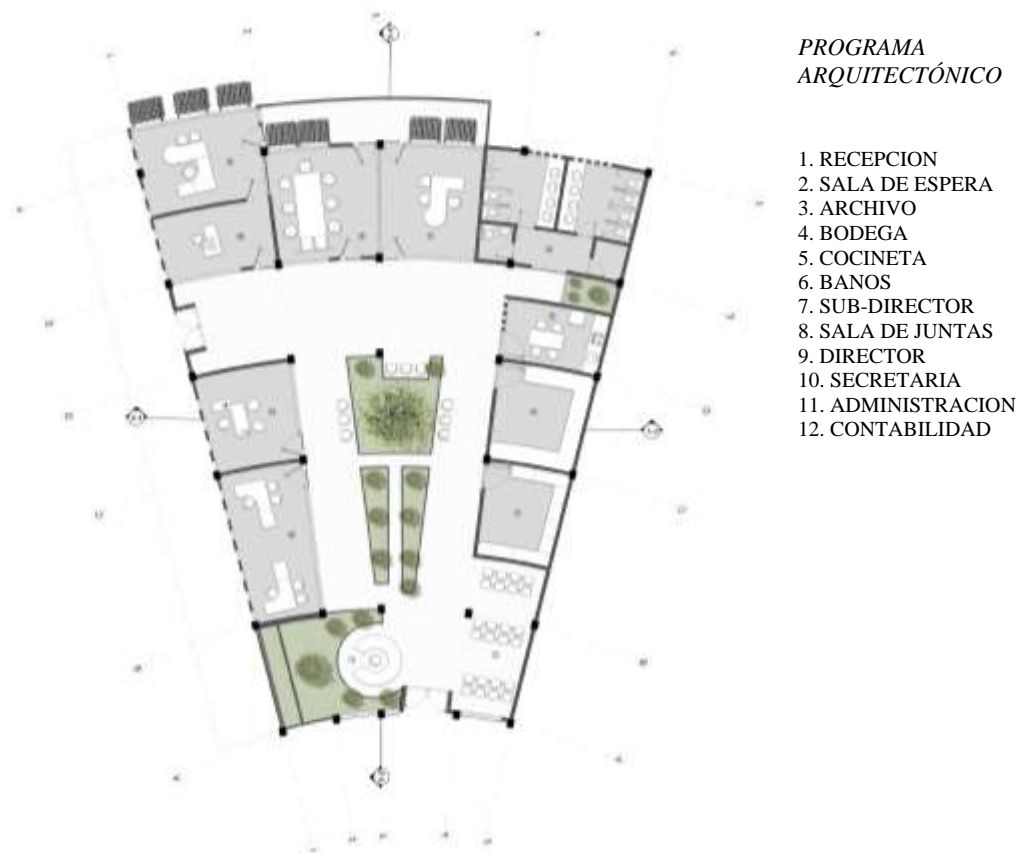 PROGRAMA
ARQUITECTÓNICO
1. RECEPCION
2. SALA DE ESPERA
3. ARCHIVO
4. BODEGA
5. COCINETA
6. BANOS
7. SUB-DIRECTOR
8. SALA DE JUNTAS
9. DIRECTOR
10. SECRETARIA
11. ADMINISTRACION
12. CONTABILIDAD